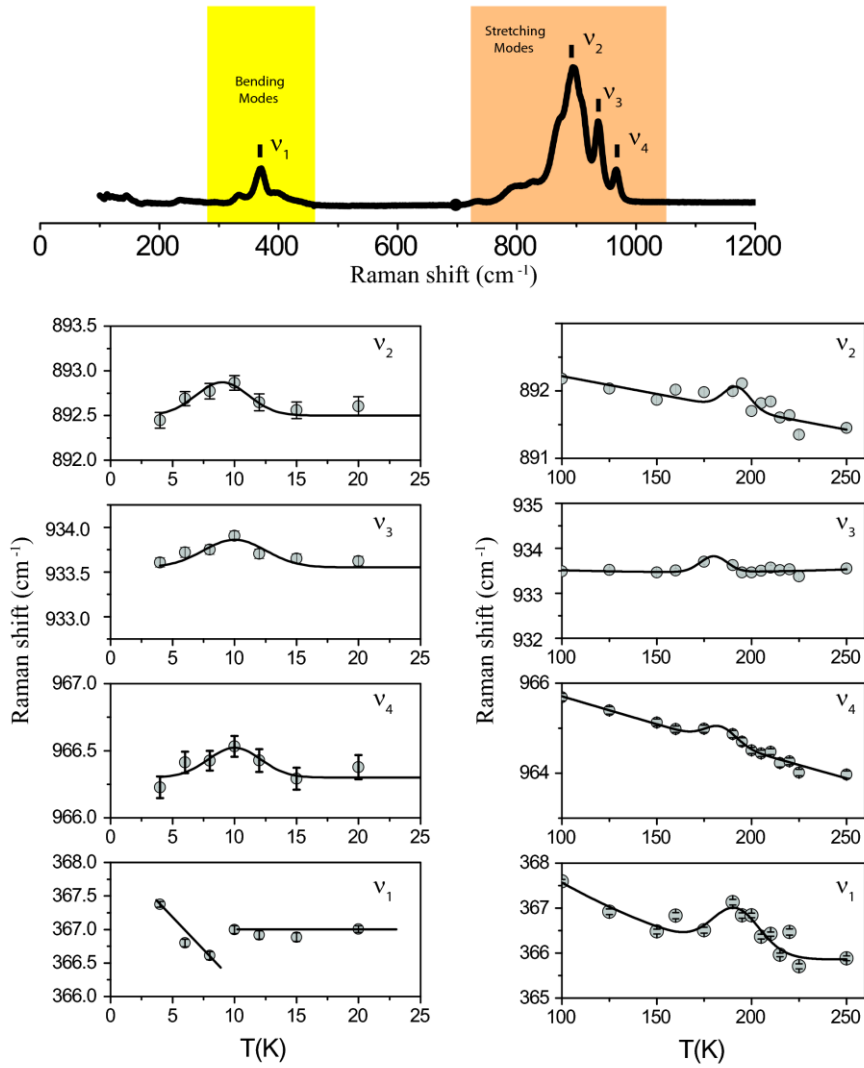 Stretching
Modes
ν2
Bending
Modes
ν3
ν1
ν4
0 200 400 600 800 1000 1200
Raman shift (cm-1)
893.5
893.0
892.5
892.0
ν2
0 5 10 15 20 25
892
891
ν2
100 150 200 250
934.0
933.5
933.0
ν3
0 5 10 15 20 25
935
934
933
932
ν3
100 150 200 250
Raman shift (cm-1)
Raman shift (cm-1)
967.0
966.5
966.0
ν4
0 5 10 15 20 25
966
964
ν4
100 150 200 250
368.0
367.5
367.0
366.5
366.0
ν1
0 5 10 15 20 25
T(K)
368
367
366
365
ν1
100 150 200 250
T(K)